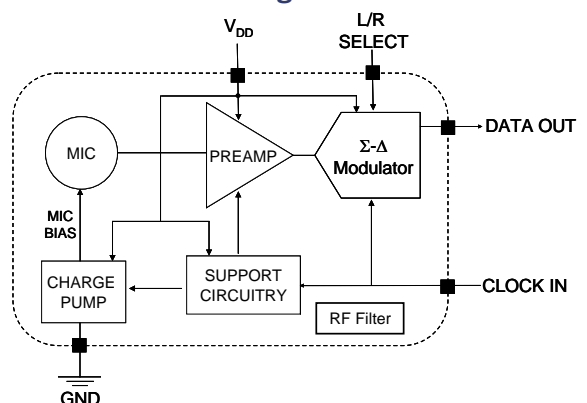 V_DD
L/R
SELECT
DATA OUT
MIC
PREAMP
Σ-Δ
Modulator
MIC
BIAS
CHARGE
PUMP
SUPPORT
CIRCUITRY
CLOCK IN
RF Filter
GND